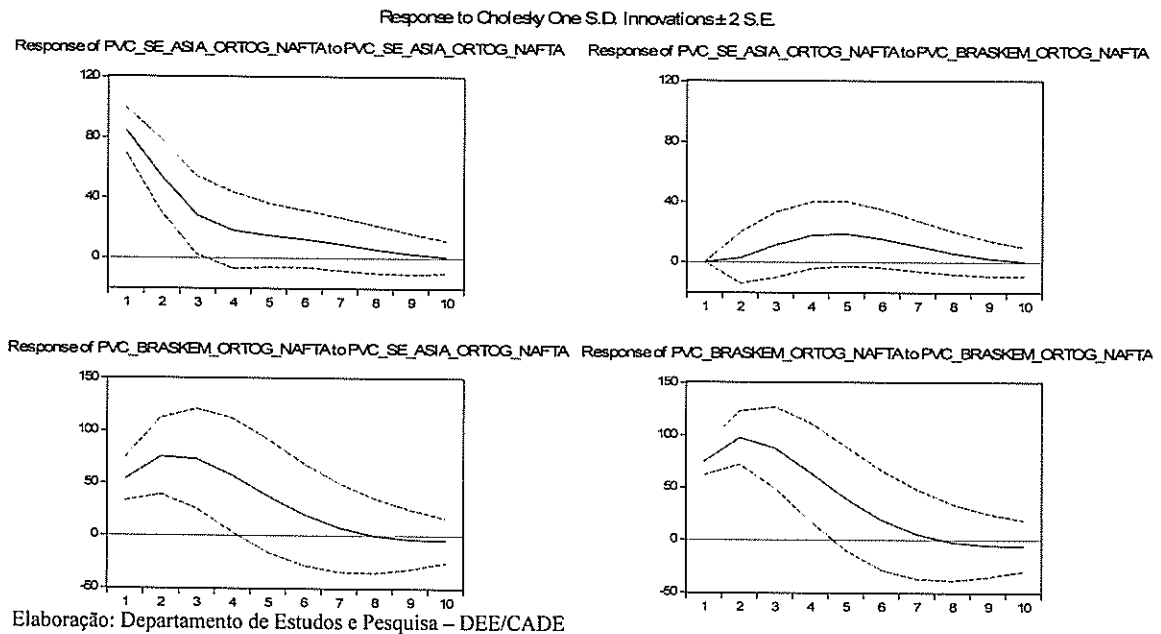 Response to Cholesky One S.D. Innovations ± 2 S.E.
Response of PVC_SE_ASIA_ORTOG_NAFTA to PVC_SE_ASIA_ORTOG_NAFTA
120
80
40
0
1 2 3 4 5 6 7 8 9 10
Response of PVC_SE_ASIA_ORTOG_NAFTA to PVC_BRASKEM_ORTOG_NAFTA
120
80
40
0
1 2 3 4 5 6 7 8 9 10
Response of PVC_BRASKEM_ORTOG_NAFTA to PVC_SE_ASIA_ORTOG_NAFTA
150
100
50
0
-50
1 2 3 4 5 6 7 8 9 10
Response of PVC_BRASKEM_ORTOG_NAFTA to PVC_BRASKEM_ORTOG_NAFTA
150
100
50
0
-50
1 2 3 4 5 6 7 8 9 10
Elaboração: Departamento de Estudos e Pesquisa – DEE/CADE